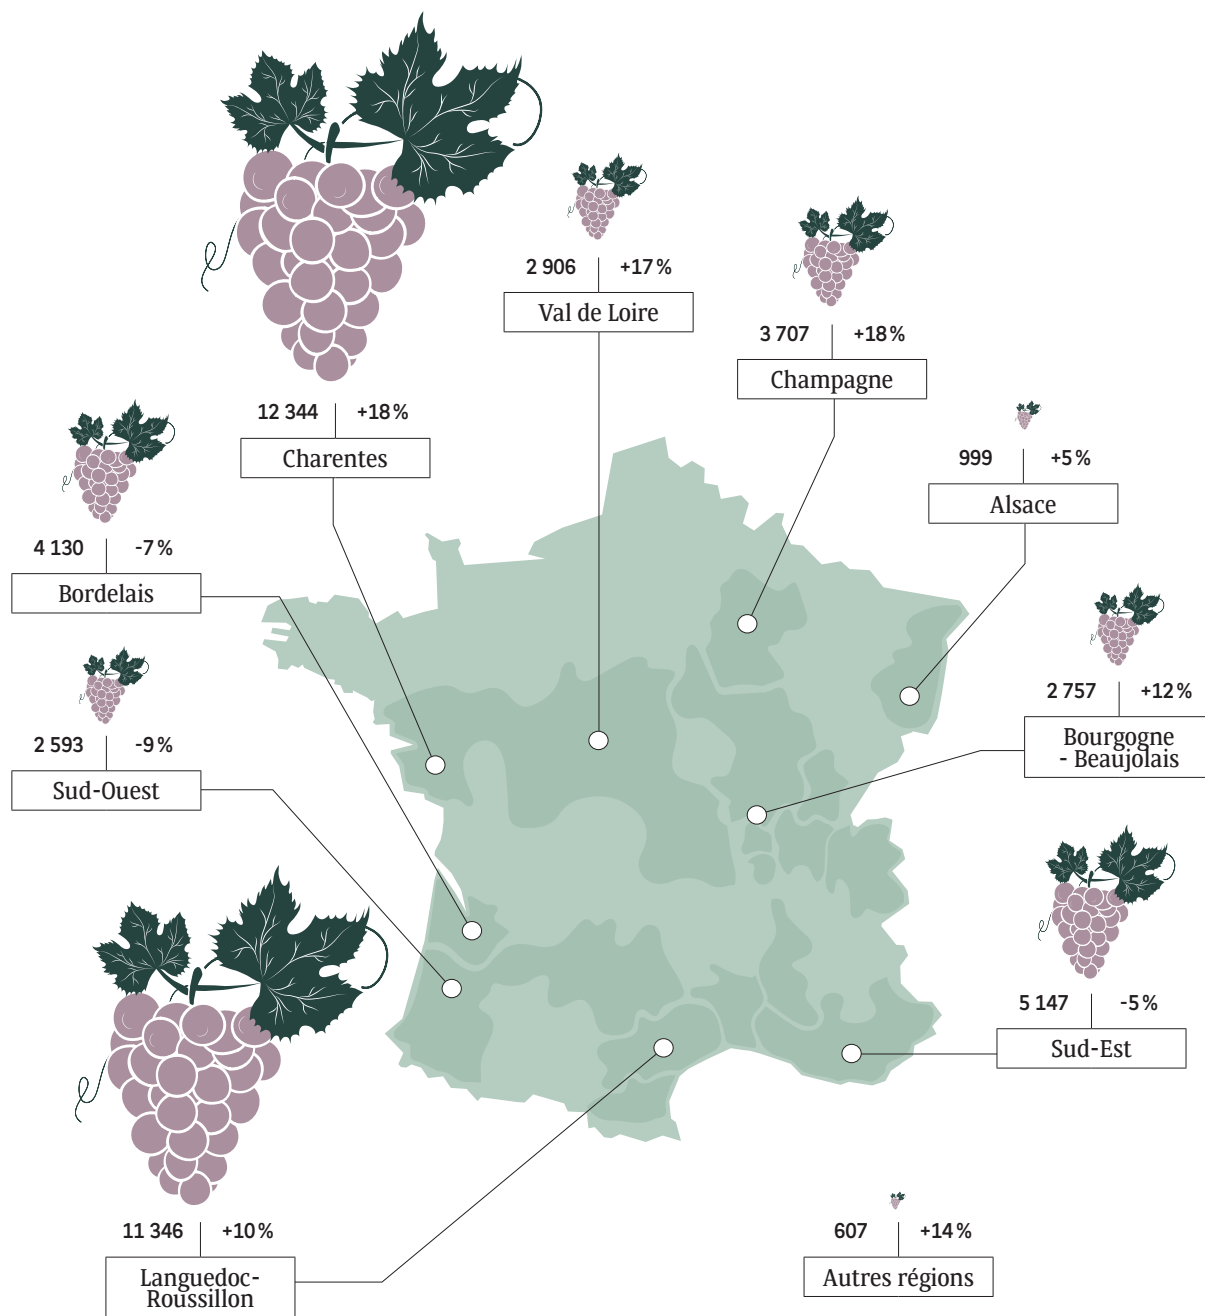 2 906 +17 %
Val de Loire
3 707 +18 %
Champagne
12 344 +18 %
Charentes
999 +5 %
Alsace
4 130 -7 %
Bordelais
2 757 +12 %
Bourgogne
- Beaujolais
2 593 -9 %
Sud-Ouest
5 147 -5 %
Sud-Est
11 346 +10 %
Languedoc-
Roussillon
607 +14 %
Autres régions